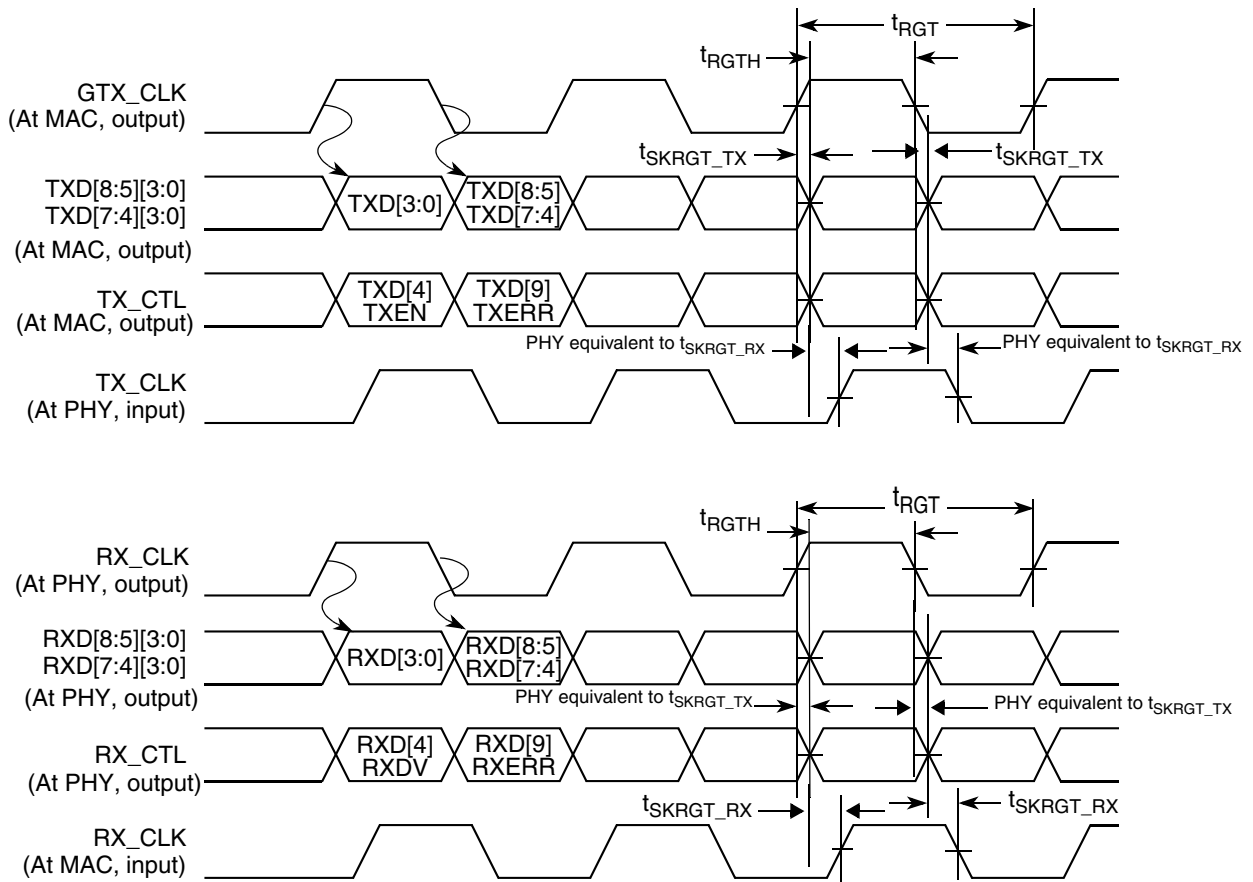 tRGT
tRGTH
GTX_CLK
(At MAC, output)
tSKRGT_TX
tSKRGT_TX
TXD[8:5][3:0]
TXD[7:4][3:0]
(At MAC, output)
TXD[3:0]
TXD[8:5]
TXD[7:4]
TX_CTL
(At MAC, output)
TXD[4]
TXEN
TXD[9]
TXERR
PHY equivalent to tSKRGT_RX
PHY equivalent to tSKRGT_RX
TX_CLK
(At PHY, input)
tRGT
tRGTH
RX_CLK
(At PHY, output)
RXD[8:5][3:0]
RXD[7:4][3:0]
(At PHY, output)
RXD[3:0]
RXD[8:5]
RXD[7:4]
PHY equivalent to tSKRGT_TX
PHY equivalent to tSKRGT_TX
RX_CTL
(At PHY, output)
RXD[4]
RXDV
RXD[9]
RXERR
tSKRGT_RX
tSKRGT_RX
RX_CLK
(At MAC, input)